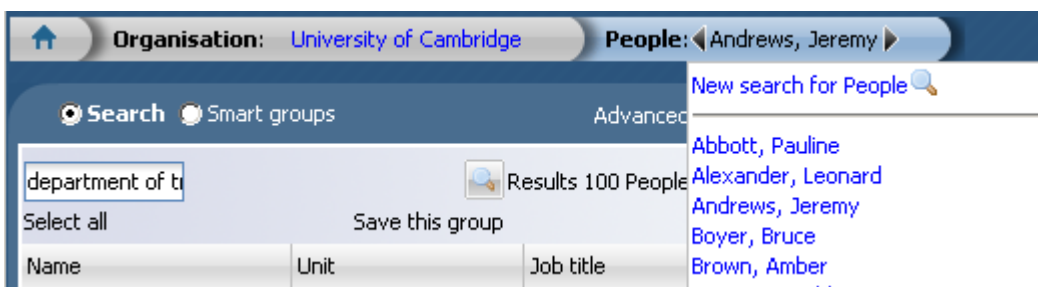 Organisation: University of Cambridge People: Andrews, Jeremy
New search for People
Search Smart groups Advanced
Abbott, Pauline
department of Results 100 People
Alexander, Leonard
Select all Save this group
Andrews, Jeremy
Boyer, Bruce
Name Unit Job title
Brown, Amber